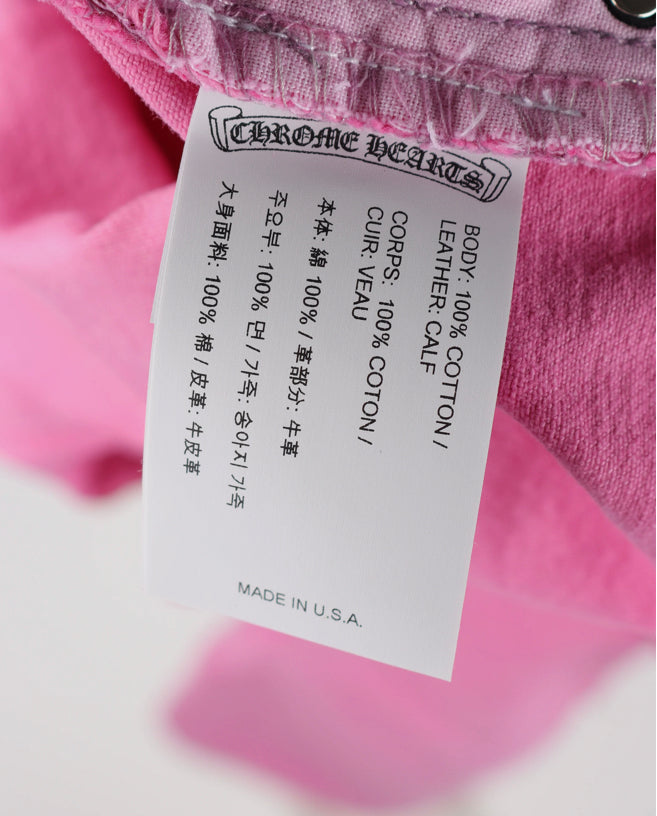 CHROME HEARTS
BODY: 100% COTTON /
LEATHER: CALF
CORPS: 100% COTON /
CUIR: VEAU
本体: 綿 100% / 革部分: 牛革
주요부: 100% 면 / 가죽: 송아지 가죽
大身面料: 100% 棉 / 皮革: 牛皮革
MADE IN U.S.A.